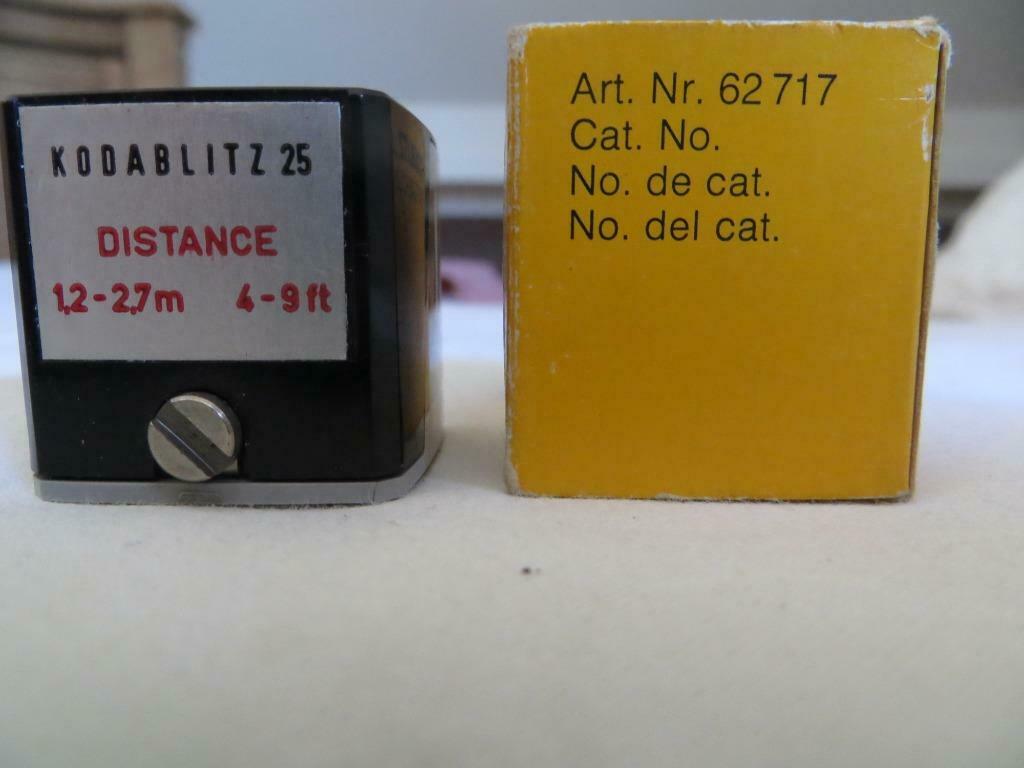 KODABLITZ 25
DISTANCE
1,2-2,7m 4-9ft
Art. Nr. 62 717
Cat. No.
No. de cat.
No. del cat.